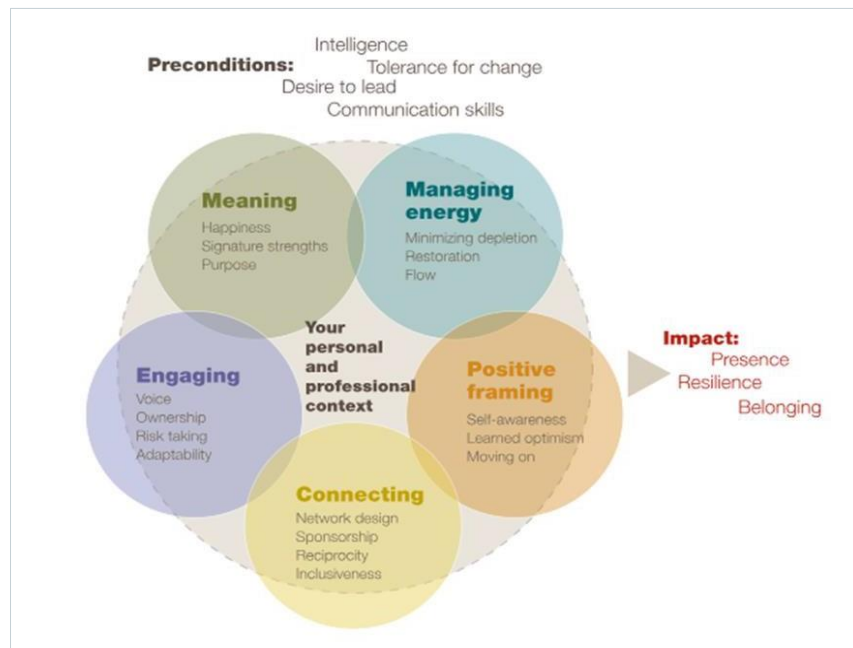 Intelligence
Preconditions:
Tolerance for change
Desire to lead
Communication skills
Meaning
Happiness
Signature strengths
Purpose
Managing
energy
Minimizing depletion
Restoration
Flow
Your
personal
and
professional
context
Engaging
Voice
Ownership
Risk taking
Adaptability
Positive
framing
Self-awareness
Learned optimism
Moving on
Connecting
Network design
Sponsorship
Reciprocity
Inclusiveness
Impact:
Presence
Resilience
Belonging